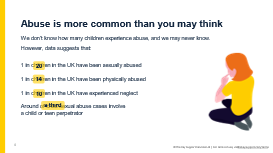 Abuse is more common than you may think
We don't know how many children experience abuse, and we may never know.
However, data suggests that:
1 in 20 in the UK have been sexually abused
1 in 14 in the UK have been physically abused
1 in 10 in the UK have experienced neglect
Around a third sexual abuse cases involve
a child or teen perpetrator